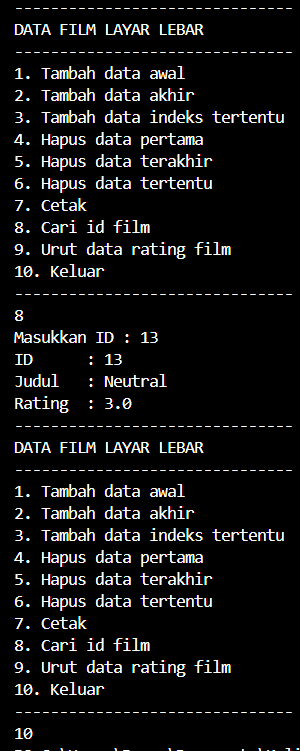 ------------------------------
DATA FILM LAYAR LEBAR
------------------------------
1. Tambah data awal
2. Tambah data akhir
3. Tambah data indeks tertentu
4. Hapus data pertama
5. Hapus data terakhir
6. Hapus data tertentu
7. Cetak
8. Cari id film
9. Urut data rating film
10. Keluar
------------------------------
8
Masukkan ID : 13
ID      : 13
Judul   : Neutral
Rating  : 3.0
------------------------------
DATA FILM LAYAR LEBAR
------------------------------
1. Tambah data awal
2. Tambah data akhir
3. Tambah data indeks tertentu
4. Hapus data pertama
5. Hapus data terakhir
6. Hapus data tertentu
7. Cetak
8. Cari id film
9. Urut data rating film
10. Keluar
------------------------------
10